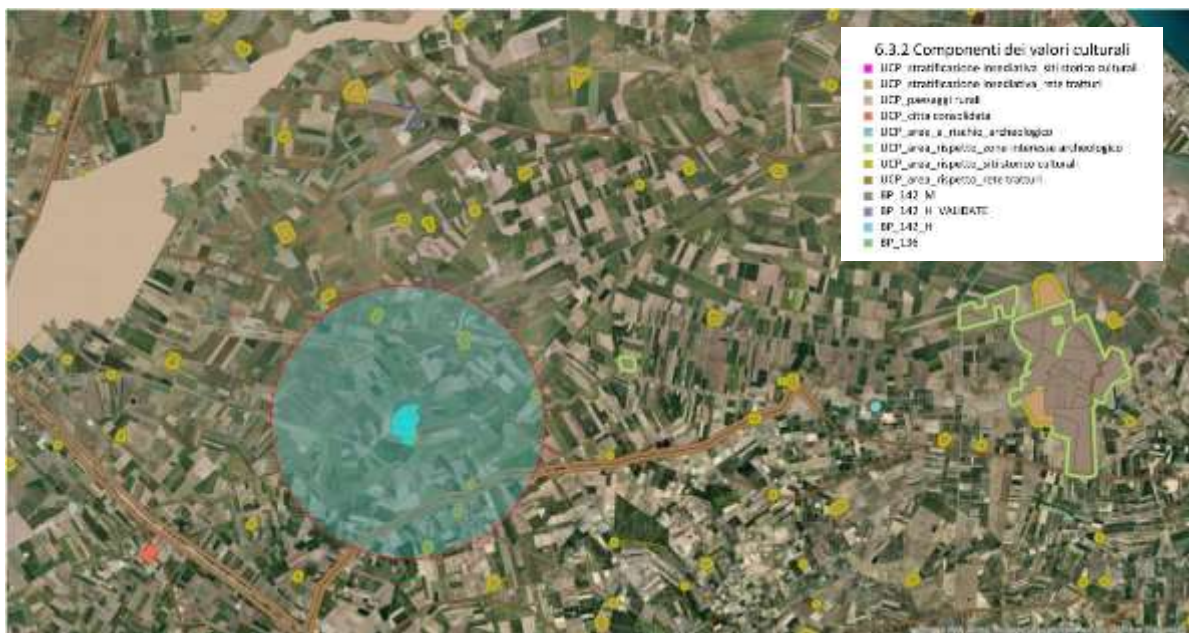 6.3.2 Componenti dei valori culturali
UCP_stratificazione insediativa_siti storico culturali
UCP_stratificazione insediativa_rete tratturi
UCP_paesaggi rurali
UCP_città consolidata
UCP_area_a_rischio_archeologico
UCP_area_rispetto_zone interesse archeologico
UCP_area_rispetto_siti storico culturali
UCP_area_rispetto_rete tratturi
BP_142_M
BP_142_H_VALIDATE
BP_142_H
BP_136